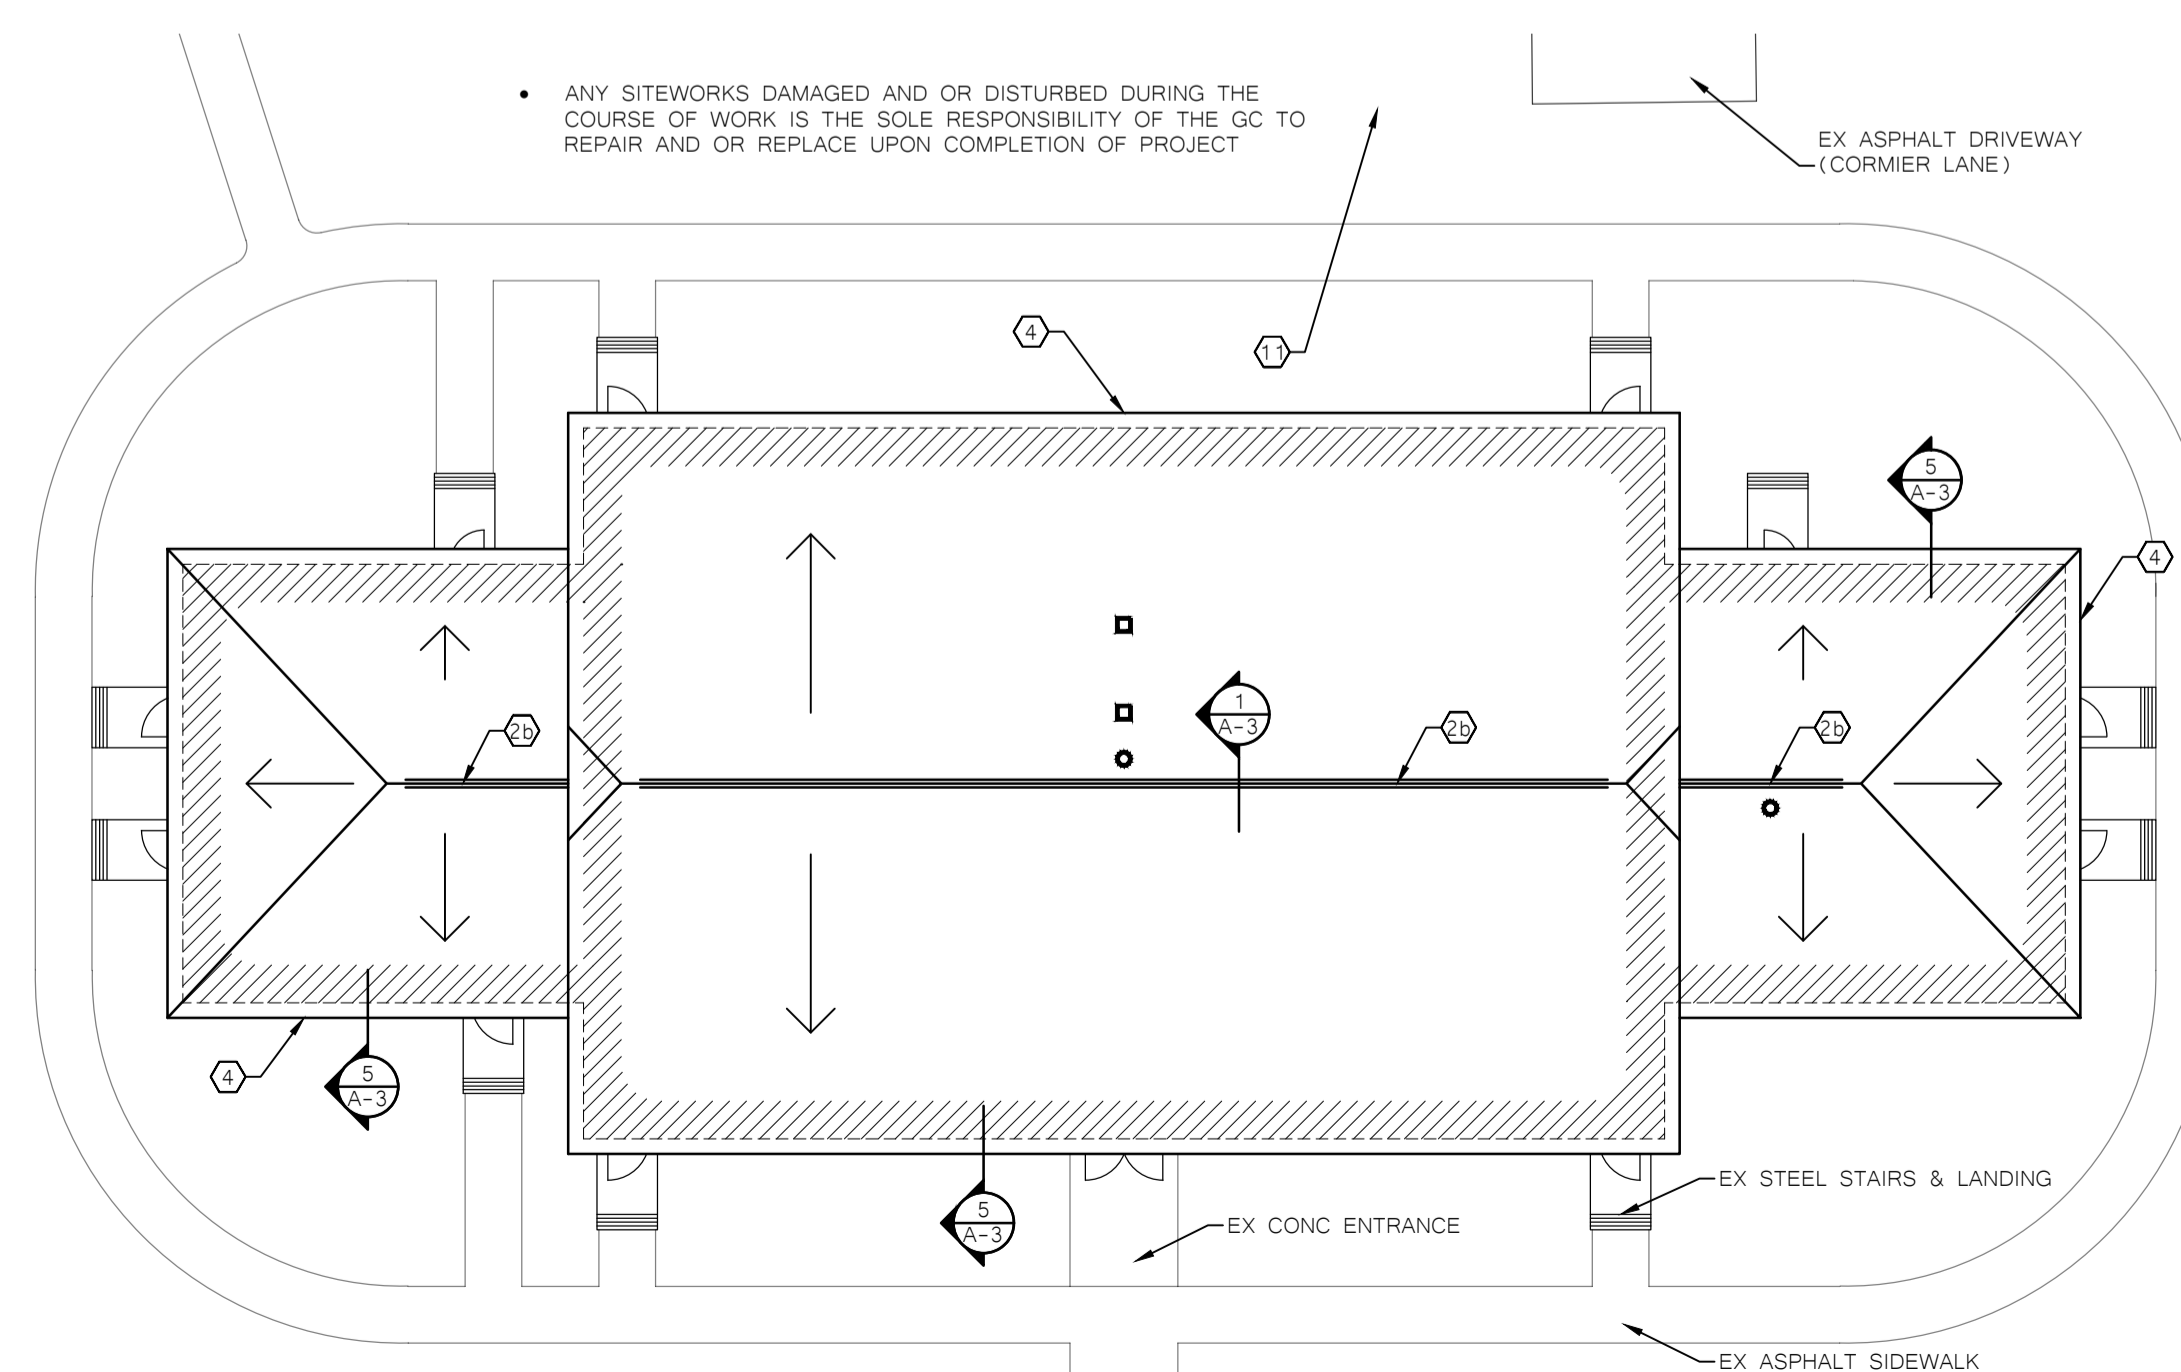 • ANY SITEWORKS DAMAGED AND OR DISTURBED DURING THE
COURSE OF WORK IS THE SOLE RESPONSIBILITY OF THE GC TO
REPAIR AND OR REPLACE UPON COMPLETION OF PROJECT
EX ASPHALT DRIVEWAY
(CORMIER LANE)
4
11
5
A-3
4
1
A-3
2b
2b
2b
4
5
A-3
5
A-3
EX STEEL STAIRS & LANDING
EX CONC ENTRANCE
EX ASPHALT SIDEWALK